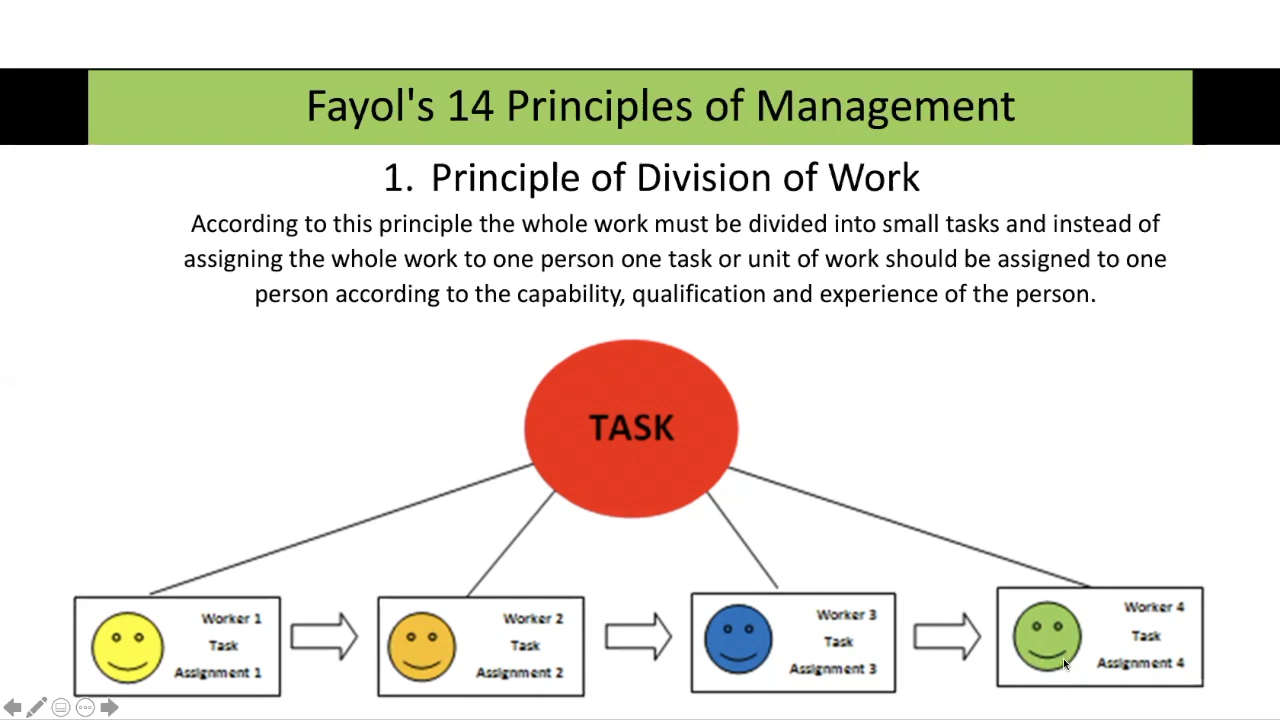 Fayol's 14 Principles of Management
1. Principle of Division of Work
According to this principle the whole work must be divided into small tasks and instead of
assigning the whole work to one person one task or unit of work should be assigned to one
person according to the capability, qualification and experience of the person.
TASK
Worker 1
Task
Assignment 1
Worker 2
Task
Assignment 2
Worker 3
Task
Assignment 3
Worker 4
Task
Assignment 4